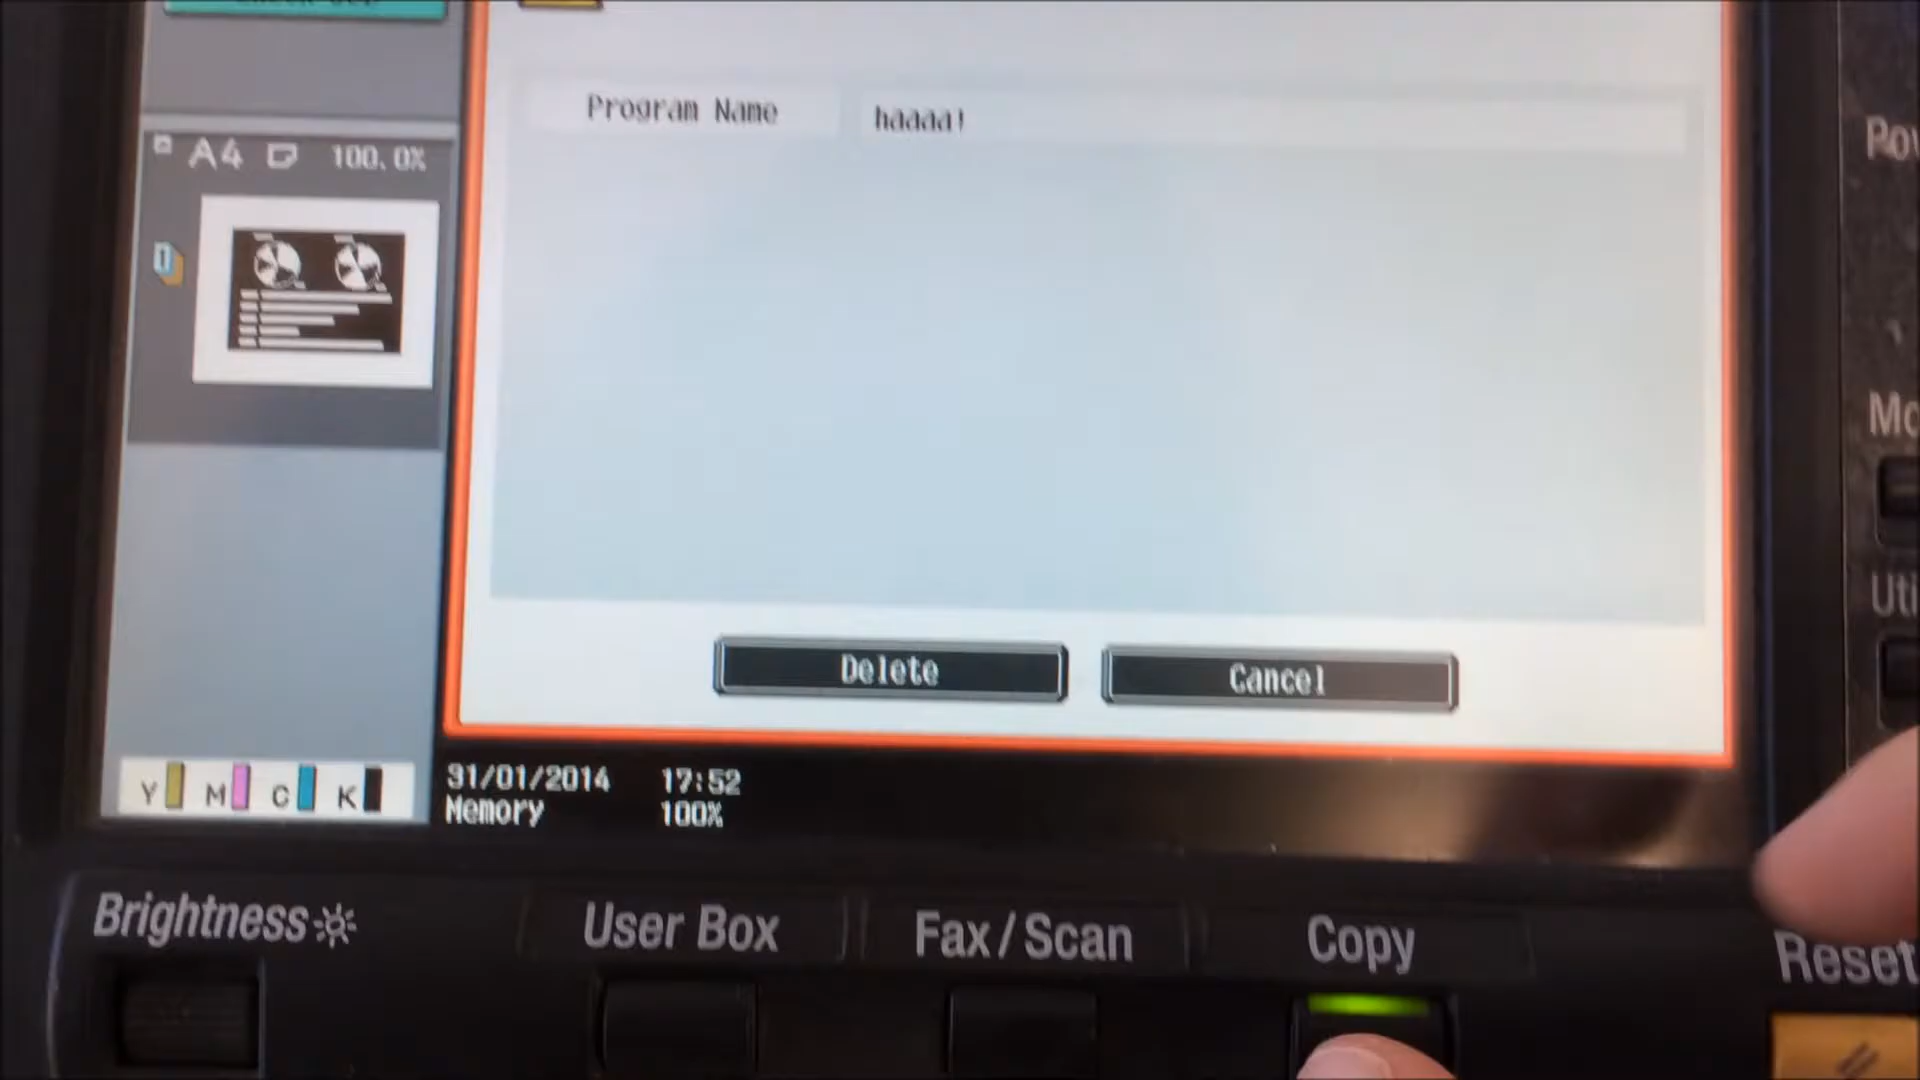 Program Name haaaa!
A4 100.0%
1
Delete Cancel
Y M C K
31/01/2014 17:52
Memory 100%
Brightness User Box Fax/Scan Copy Reset